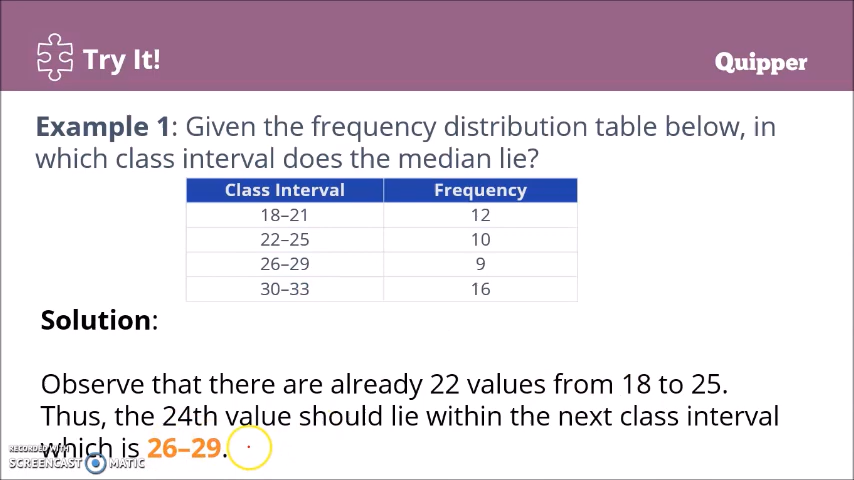 Try It!
Quipper
Example 1: Given the frequency distribution table below, in
which class interval does the median lie?
Class Interval Frequency
18–21 12
22–25 10
26–29 9
30–33 16
Solution:
Observe that there are already 22 values from 18 to 25.
Thus, the 24th value should lie within the next class interval
which is 26–29.
RECORDED WITH
SCREENCAST MATIC